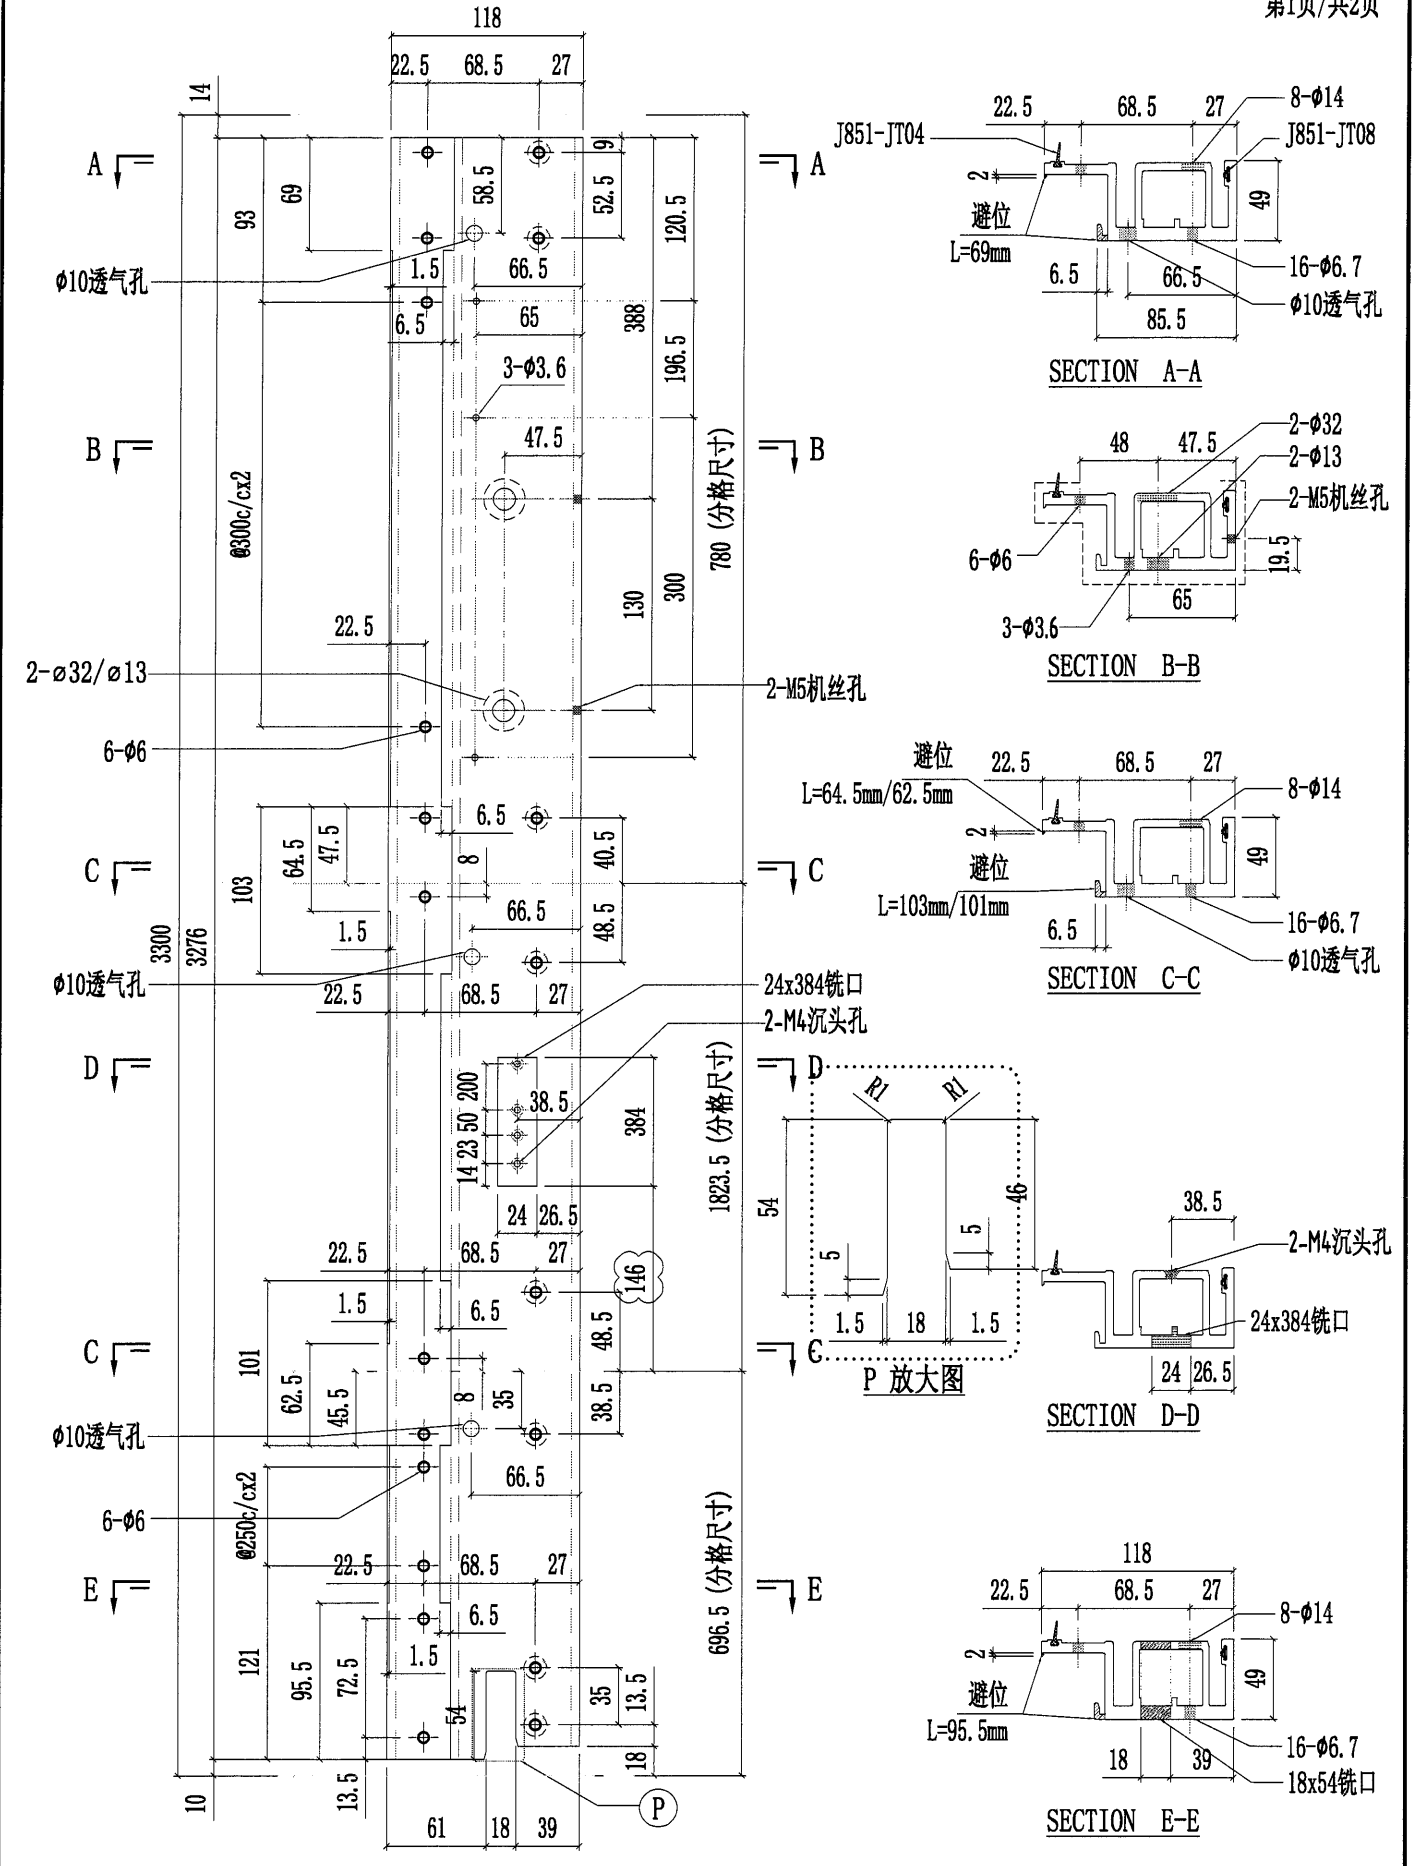 第1页/共2页
118
22.5 68.5 27
14
A A
9
69
93
58.5
52.5
120.5
Φ10透气孔
1.5 66.5
6.5 65
388
196.5
3-Φ3.6
B B
47.5
@300c/cx2
780 (分格尺寸)
130
300
22.5
2-⌀32/⌀13
2-M5机丝孔
6-Φ6
6.5
64.5
47.5
103
8
40.5
C C
66.5
48.5
1.5
3300
3276
Φ10透气孔
22.5 68.5 27
24x384铣口
2-M4沉头孔
D D
200
38.5
50
23
14
384
1823.5 (分格尺寸)
24 26.5
22.5 68.5 27
146
1.5 6.5
48.5
C C
101
62.5
45.5
8
35
38.5
Φ10透气孔
66.5
@250c/cx2
6-Φ6
696.5 (分格尺寸)
22.5 68.5 27
E E
6.5
1.5
121
95.5
72.5
54
35
13.5
18
10
13.5
P
61 18 39
22.5 68.5 27
8-Φ14
J851-JT04
J851-JT08
2
49
避位
L=69mm
16-Φ6.7
6.5 66.5
Φ10透气孔
85.5
SECTION A-A
2-Φ32
48 47.5
2-Φ13
2-M5机丝孔
6-Φ6
19.5
65
3-Φ3.6
SECTION B-B
避位
22.5 68.5 27
L=64.5mm/62.5mm
8-Φ14
2
49
避位
L=103mm/101mm
16-Φ6.7
6.5
Φ10透气孔
SECTION C-C
R1 R1
54
46
5
5
1.5 18 1.5
P 放大图
38.5
2-M4沉头孔
24x384铣口
24 26.5
SECTION D-D
118
22.5 68.5 27
8-Φ14
2
49
避位
L=95.5mm
16-Φ6.7
18 39
18x54铣口
SECTION E-E